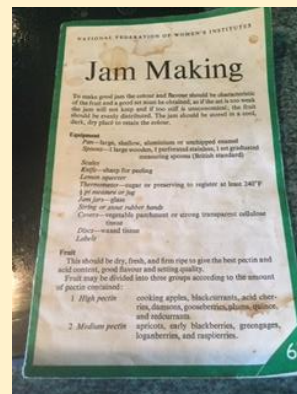 NATIONAL FEDERATION OF WOMEN'S INSTITUTES
Jam Making
To make good jam the colour and flavour should be characteristic
of the fruit and a good set must be obtained, as if the set is too weak
the jam will not keep and if too stiff is uneconomical; the fruit
should be evenly distributed. The jam should be stored in a cool,
dark, dry place to retain the colour.
Equipment
Pan—large, shallow, aluminium or unchipped enamel
Spoons—1 large wooden, 1 perforated stainless, 1 set graduated
measuring spoons (British standard)
Scales
Knife—sharp for peeling
Lemon squeezer
Thermometer—sugar or preserving to register at least 240°F
½ pt measure or jug
Jam jars—glass
String or stout rubber bands
Covers—vegetable parchment or strong transparent cellulose
tissue
Discs—waxed tissue
Labels
Fruit
This should be dry, fresh, and firm ripe to give the best pectin and
acid content, good flavour and setting quality.
Fruit may be divided into three groups according to the amount
of pectin contained:
1 High pectin cooking apples, blackcurrants, acid cher-
ries, damsons, gooseberries, plums, quince,
and redcurrants.
2 Medium pectin apricots, early blackberries, greengages,
loganberries, and raspberries.
6